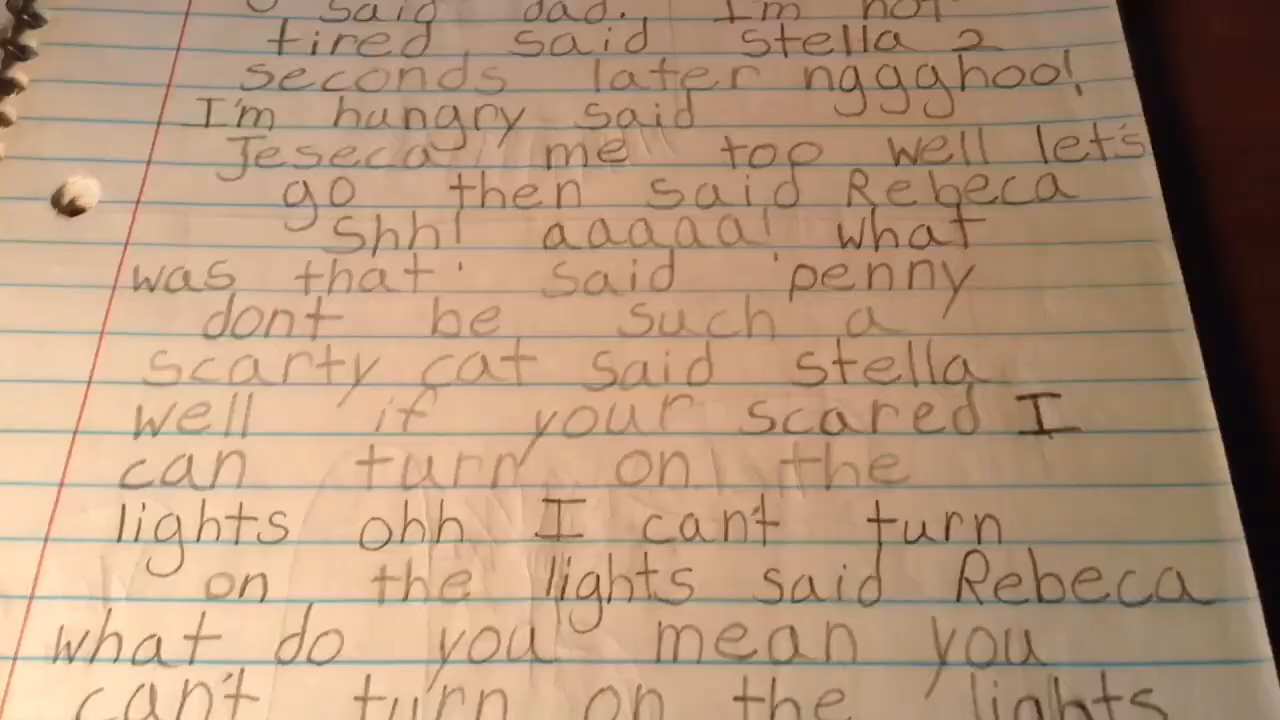 said dad. I'm not
tired said stella 2
seconds later nggghoo!
I'm hungry said
Jeseca me too well let's
go then said Rebeca
shh! aaaaa! what
was that. said penny
dont be such a
scarty cat said stella
well if your scared I
can turn on the
lights ohh I can't turn
on the lights said Rebeca
what do you mean you
can't turn on the lights